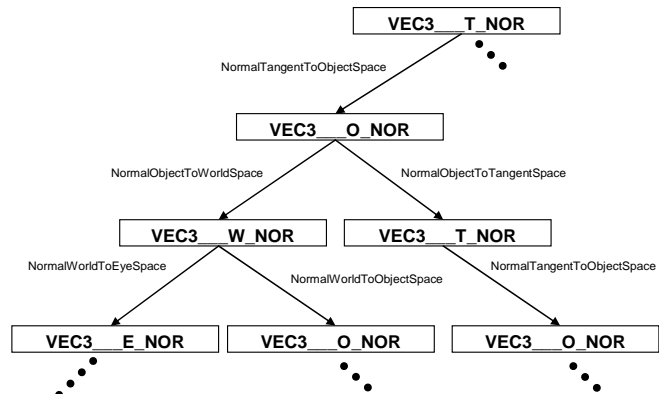 VEC3___T_NOR
NormalTangentToObjectSpace
VEC3___O_NOR
NormalObjectToWorldSpace
NormalObjectToTangentSpace
VEC3___W_NOR
VEC3___T_NOR
NormalWorldToEyeSpace
NormalWorldToObjectSpace
NormalTangentToObjectSpace
VEC3___E_NOR
VEC3___O_NOR
VEC3___O_NOR